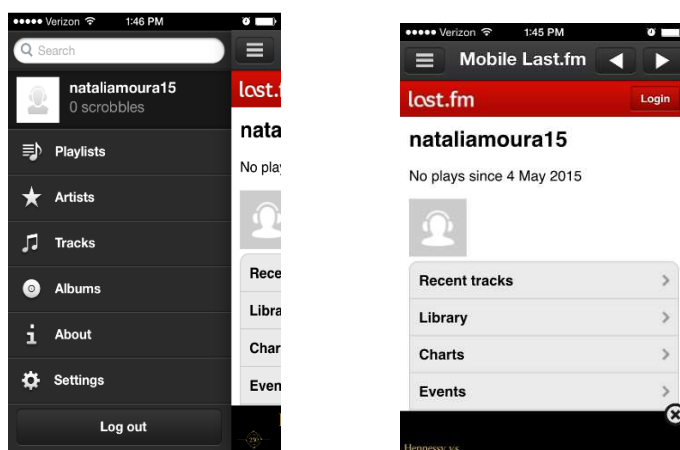 Verizon 1:46 PM
Search
nataliamoura15
0 scrobbles
Playlists
Artists
Tracks
Albums
About
Settings
Log out
last.f
nata
No pla
Rece
Libra
Char
Even
250
Verizon 1:45 PM
Mobile Last.fm
last.fm
Login
nataliamoura15
No plays since 4 May 2015
Recent tracks
Library
Charts
Events
Hennessy v.s